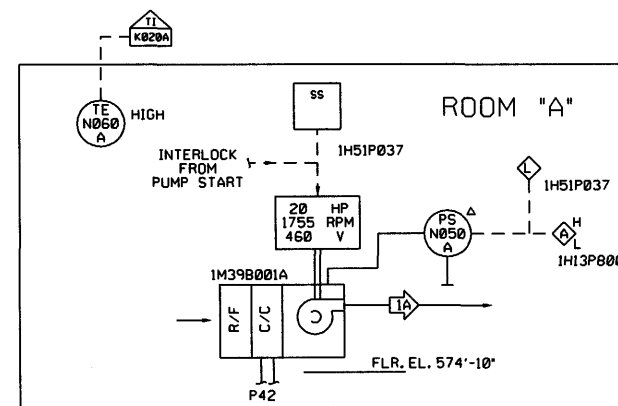 TI
K020A
TE
N060
A
HIGH
SS
ROOM "A"
INTERLOCK
FROM
PUMP START
1H51P037
20 HP
1755 RPM
460 V
L
1H51P037
PS
N050
A
Δ
A
H
L
1H13P800
1M39B001A
R/F
C/C
1A
FLR. EL. 574'-10"
P42